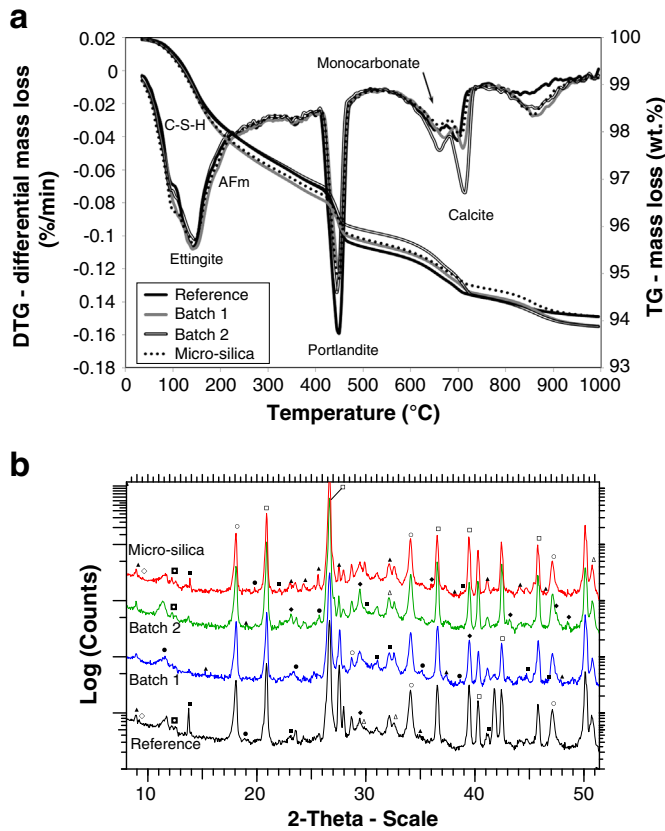 a
0.02
0
-0.02
-0.04
-0.06
-0.08
-0.1
-0.12
-0.14
-0.16
-0.18
DTG - differential mass loss
(%/min)
100
99
98
97
96
95
94
93
TG - mass loss (wt.%)
Monocarbonate
C-S-H
AFm
Ettingite
Calcite
Portlandite
Reference
Batch 1
Batch 2
Micro-silica
0 100 200 300 400 500 600 700 800 900 1000
Temperature (°C)
b
Log (Counts)
Micro-silica
Batch 2
Batch 1
Reference
10 20 30 40 50
2-Theta - Scale